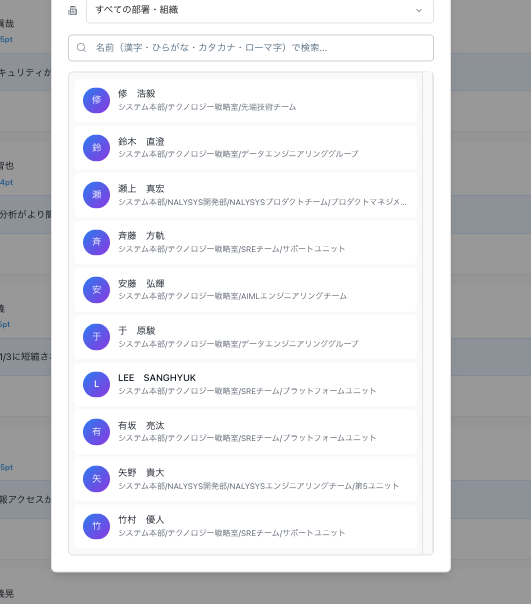 すべての部署・組織
名前（漢字・ひらがな・カタカナ・ローマ字）で検索...
修
修　浩毅
システム本部/テクノロジー戦略室/先端技術チーム
鈴
鈴木　直澄
システム本部/テクノロジー戦略室/データエンジニアリンググループ
瀬
瀬上　真宏
システム本部/NALYSYS開発部/NALYSYSプロダクトチーム/プロダクトマネジメ...
斉
斉藤　方軌
システム本部/テクノロジー戦略室/SREチーム/サポートユニット
安
安藤　弘輝
システム本部/テクノロジー戦略室/AIMLエンジニアリングチーム
于
于　原駿
システム本部/テクノロジー戦略室/データエンジニアリンググループ
L
LEE　SANGHYUK
システム本部/テクノロジー戦略室/SREチーム/プラットフォームユニット
有
有坂　亮汰
システム本部/テクノロジー戦略室/SREチーム/プラットフォームユニット
矢
矢野　貴大
システム本部/NALYSYS開発部/NALYSYSエンジニアリングチーム/第5ユニット
竹
竹村　優人
システム本部/テクノロジー戦略室/SREチーム/サポートユニット
5pt
キュリティが
智也
4pt
分析がより簡
5pt
1/3に短縮さ
5pt
報アクセスが
義晃